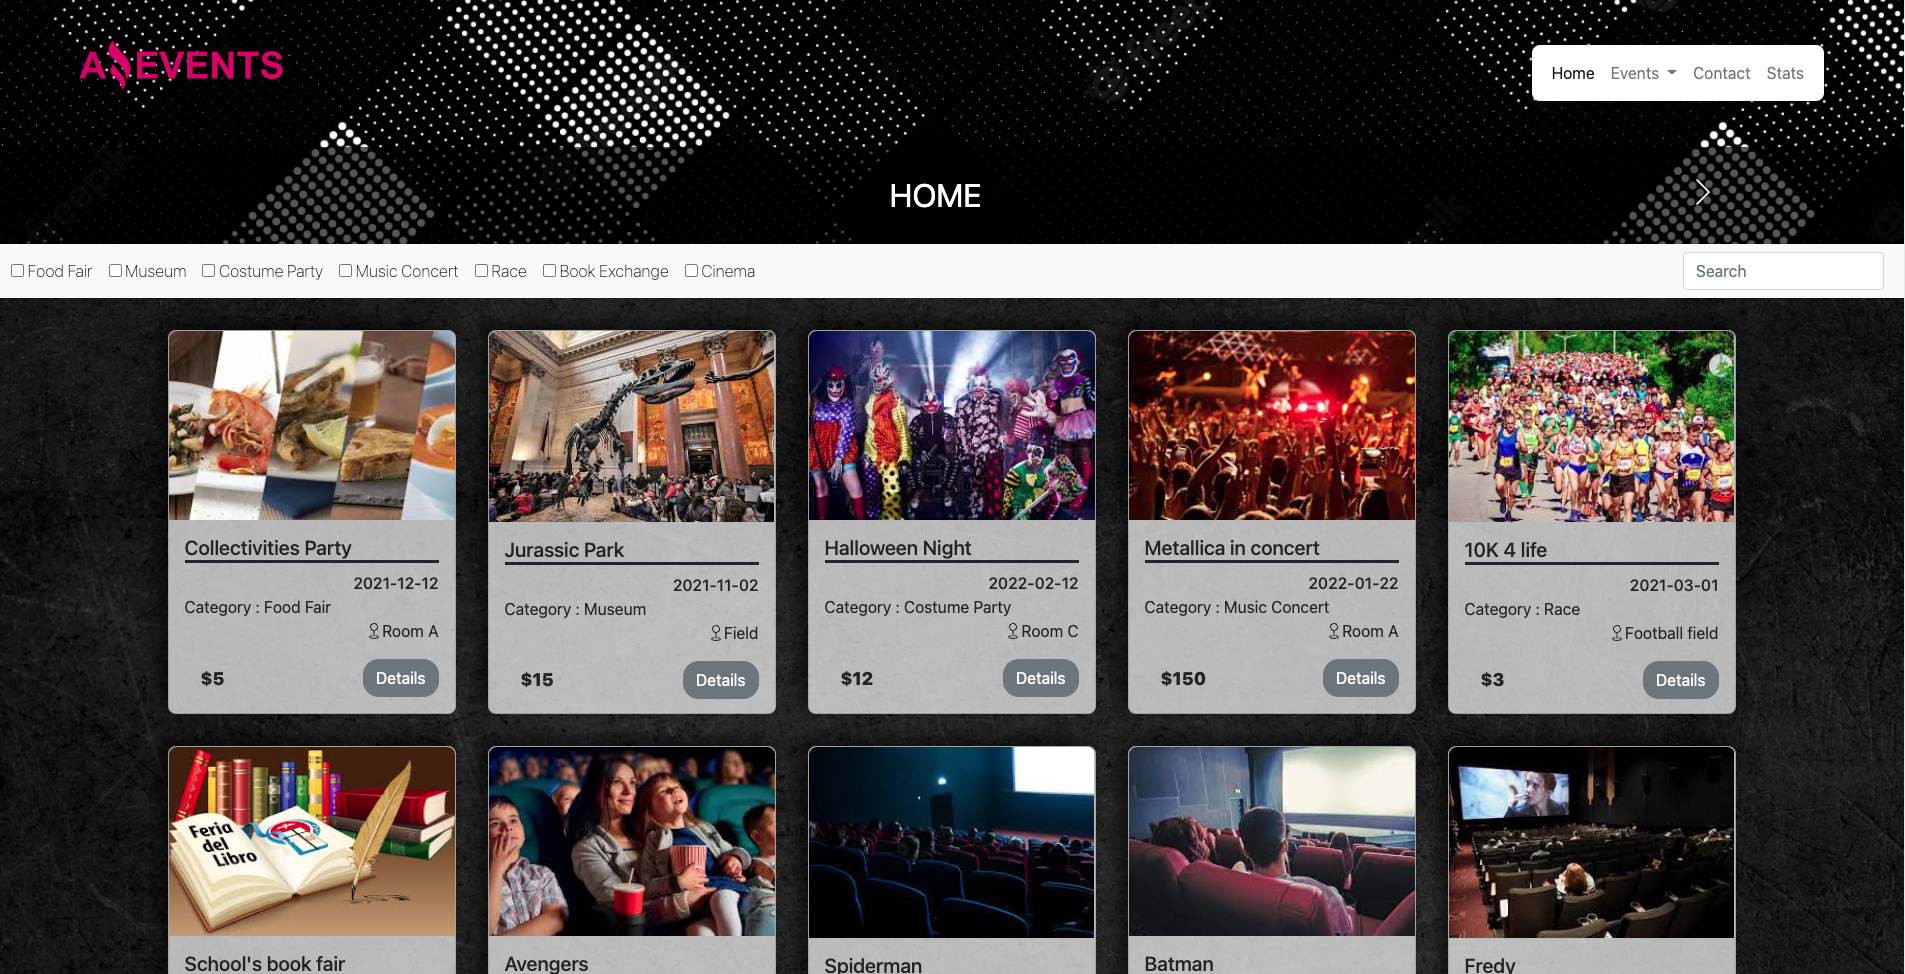 A EVENTS
Home Events Contact Stats
freepik
HOME
Food Fair Museum Costume Party Music Concert Race Book Exchange Cinema
Search
Collectivities Party
2021-12-12
Category : Food Fair
Room A
$5 Details
Jurassic Park
2021-11-02
Category : Museum
Field
$15 Details
Halloween Night
2022-02-12
Category : Costume Party
Room C
$12 Details
Metallica in concert
2022-01-22
Category : Music Concert
Room A
$150 Details
10K 4 life
2021-03-01
Category : Race
Football field
$3 Details
Feria
del
Libro
School's book fair
Avengers
Spiderman
Batman
Fredy